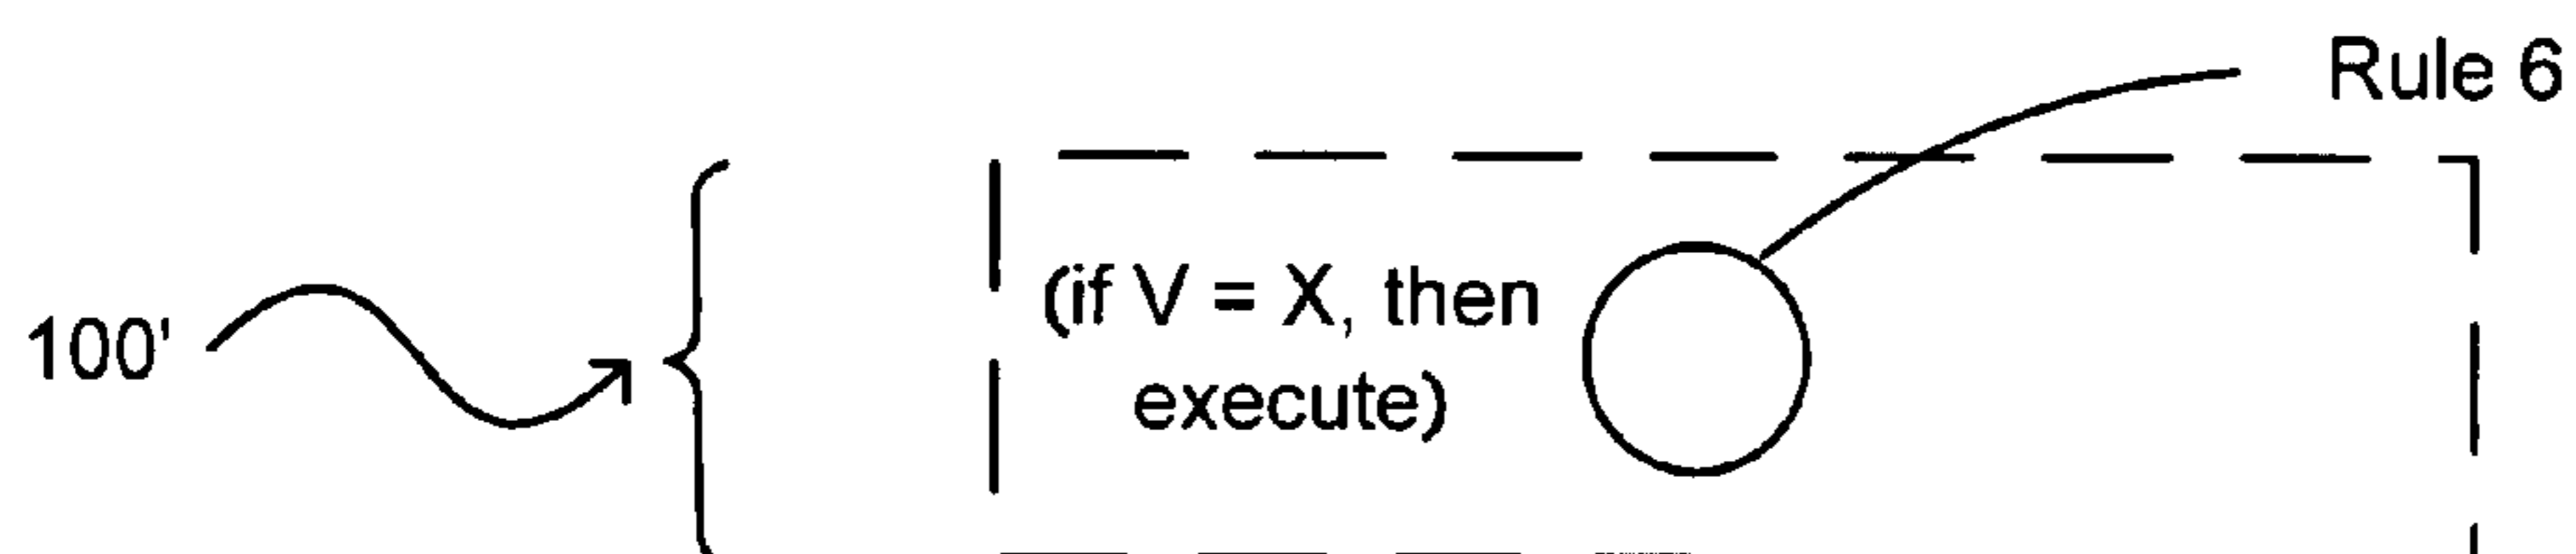 Rule 6
(if V = X, then
execute)
100'